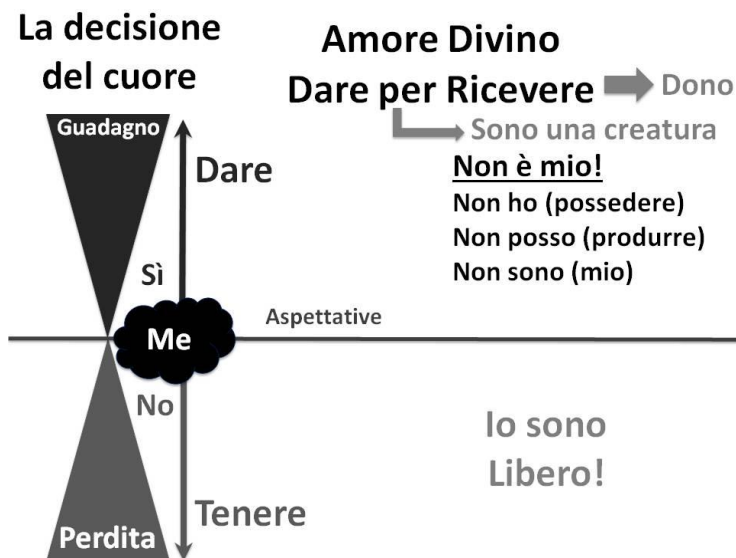 La decisione
del cuore
Amore Divino
Dare per Ricevere
Dono
Sono una creatura
Non è mio!
Non ho (possedere)
Non posso (produrre)
Non sono (mio)
Guadagno
Dare
Sì
Me
Aspettative
No
Io sono
Libero!
Tenere
Perdita